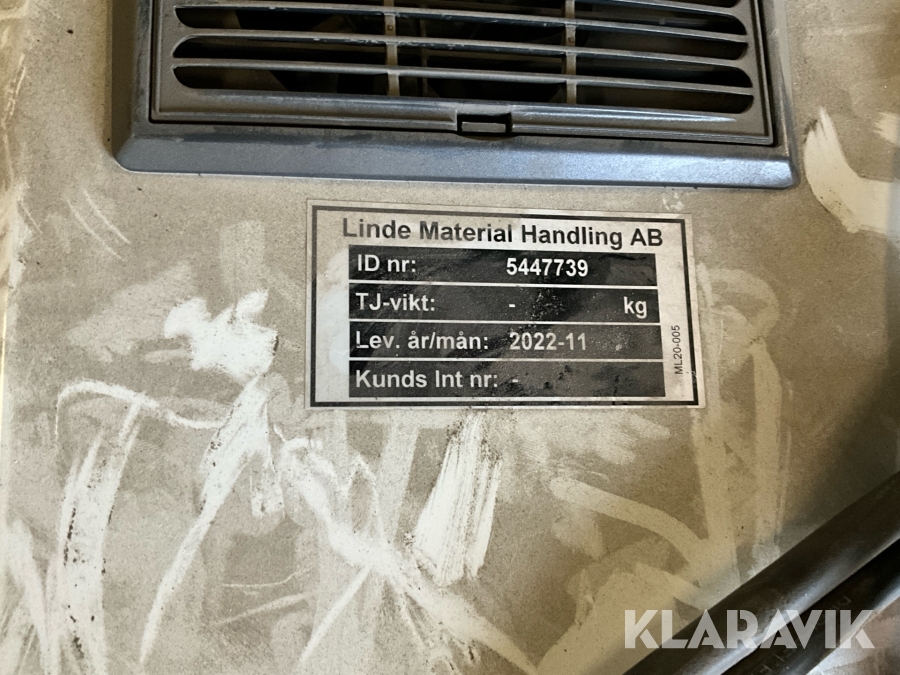 Linde Material Handling AB
ID nr: 5447739
TJ-vikt: - kg
Lev. år/mån: 2022-11
Kunds Int nr: -
ML20-005
KLARAVIK